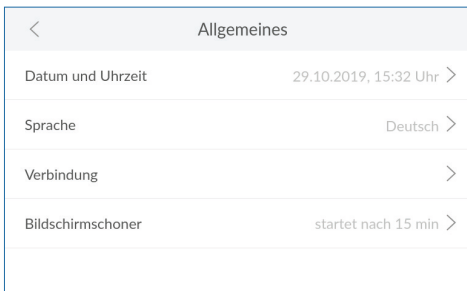 Allgemeines
Datum und Uhrzeit 29.10.2019, 15:32 Uhr
Sprache Deutsch
Verbindung
Bildschirmschoner startet nach 15 min